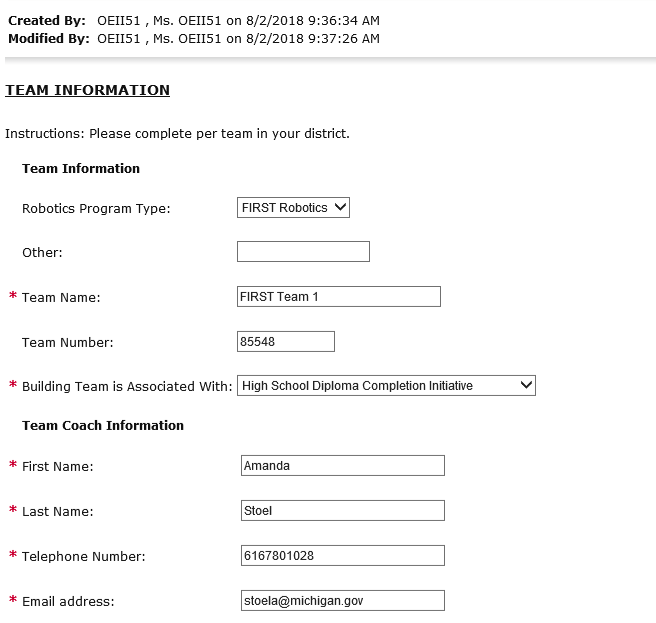 Created By: OEII51 , Ms. OEII51 on 8/2/2018 9:36:34 AM
Modified By: OEII51 , Ms. OEII51 on 8/2/2018 9:37:26 AM
TEAM INFORMATION
Instructions: Please complete per team in your district.
Team Information
Robotics Program Type: FIRST Robotics
Other:
* Team Name: FIRST Team 1
Team Number: 85548
* Building Team is Associated With: High School Diploma Completion Initiative
Team Coach Information
* First Name: Amanda
* Last Name: Stoel
* Telephone Number: 6167801028
* Email address: stoela@michigan.gov